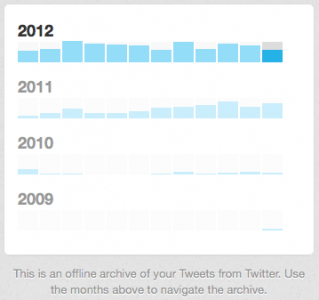 2012
2011
2010
2009
This is an offline archive of your Tweets from Twitter. Use
the months above to navigate the archive.